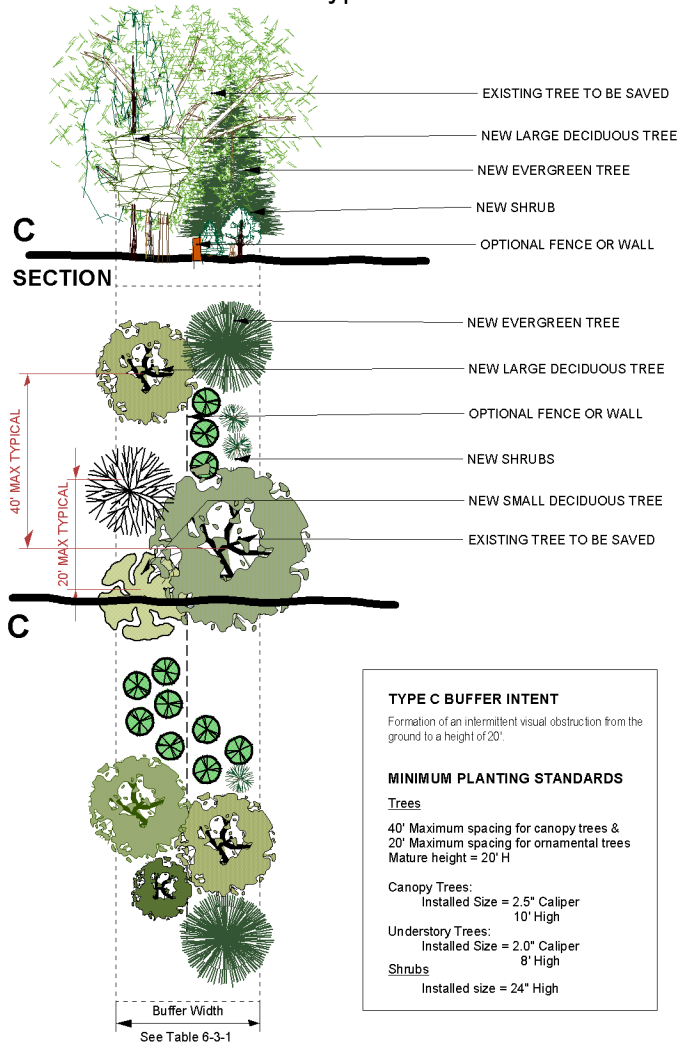 EXISTING TREE TO BE SAVED
NEW LARGE DECIDUOUS TREE
NEW EVERGREEN TREE
NEW SHRUB
OPTIONAL FENCE OR WALL
C
SECTION
NEW EVERGREEN TREE
NEW LARGE DECIDUOUS TREE
OPTIONAL FENCE OR WALL
NEW SHRUBS
NEW SMALL DECIDUOUS TREE
EXISTING TREE TO BE SAVED
40' MAX TYPICAL
20' MAX TYPICAL
C
TYPE C BUFFER INTENT
Formation of an intermittent visual obstruction from the
ground to a height of 20'.
MINIMUM PLANTING STANDARDS
Trees
40' Maximum spacing for canopy trees &
20' Maximum spacing for ornamental trees
Mature height = 20' H
Canopy Trees:
Installed Size = 2.5" Caliper
10' High
Understory Trees:
Installed Size = 2.0" Caliper
8' High
Shrubs
Installed size = 24" High
Buffer Width
See Table 6-3-1